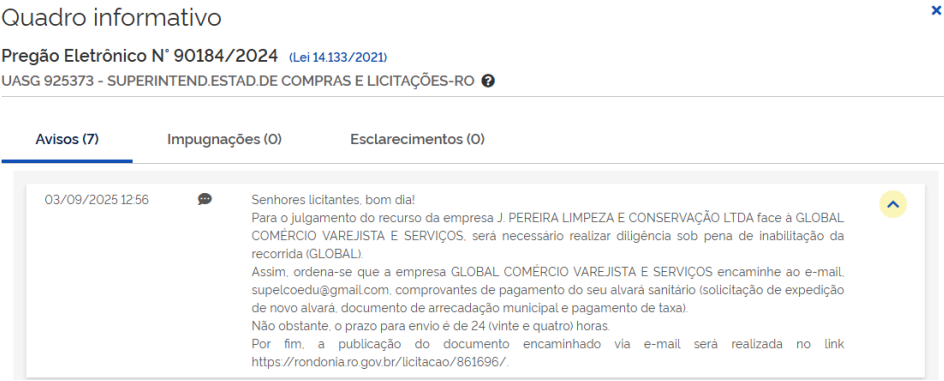 Quadro informativo
×
Pregão Eletrônico N° 90184/2024 (Lei 14.133/2021)
UASG 925373 - SUPERINTEND.ESTAD.DE COMPRAS E LICITAÇÕES-RO ?
Avisos (7) Impugnações (0) Esclarecimentos (0)
03/09/2025 12:56
Senhores licitantes, bom dia!
Para o julgamento do recurso da empresa J. PEREIRA LIMPEZA E CONSERVAÇÃO LTDA face à GLOBAL
COMÉRCIO VAREJISTA E SERVIÇOS, será necessário realizar diligência sob pena de inabilitação da
recorrida (GLOBAL).
Assim, ordena-se que a empresa GLOBAL COMÉRCIO VAREJISTA E SERVIÇOS encaminhe ao e-mail,
supelcoedu@gmail.com, comprovantes de pagamento do seu alvará sanitário (solicitação de expedição
de novo alvará, documento de arrecadação municipal e pagamento de taxa).
Não obstante, o prazo para envio é de 24 (vinte e quatro) horas.
Por fim, a publicação do documento encaminhado via e-mail será realizada no link
https://rondonia.ro.gov.br/licitacao/861696/.